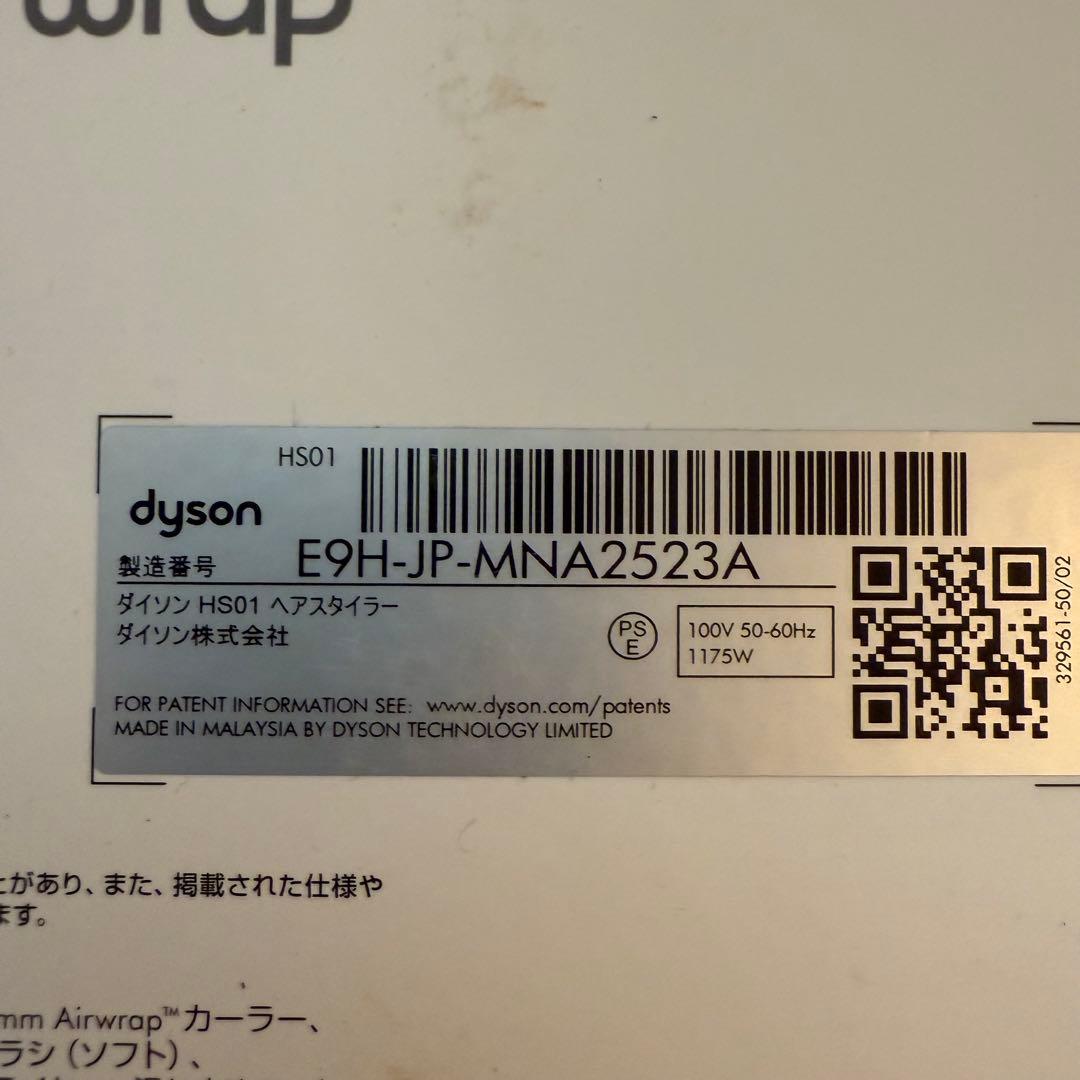 wrap
HS01
dyson
製造番号 E9H-JP-MNA2523A
ダイソン HS01 ヘアスタイラー
ダイソン株式会社
PS
E
100V 50-60Hz
1175W
329561-50/02
FOR PATENT INFORMATION SEE: www.dyson.com/patents
MADE IN MALAYSIA BY DYSON TECHNOLOGY LIMITED
とがあり、また、掲載された仕様や
ます。
mm Airwrap™カーラー、
ラシ（ソフト）、